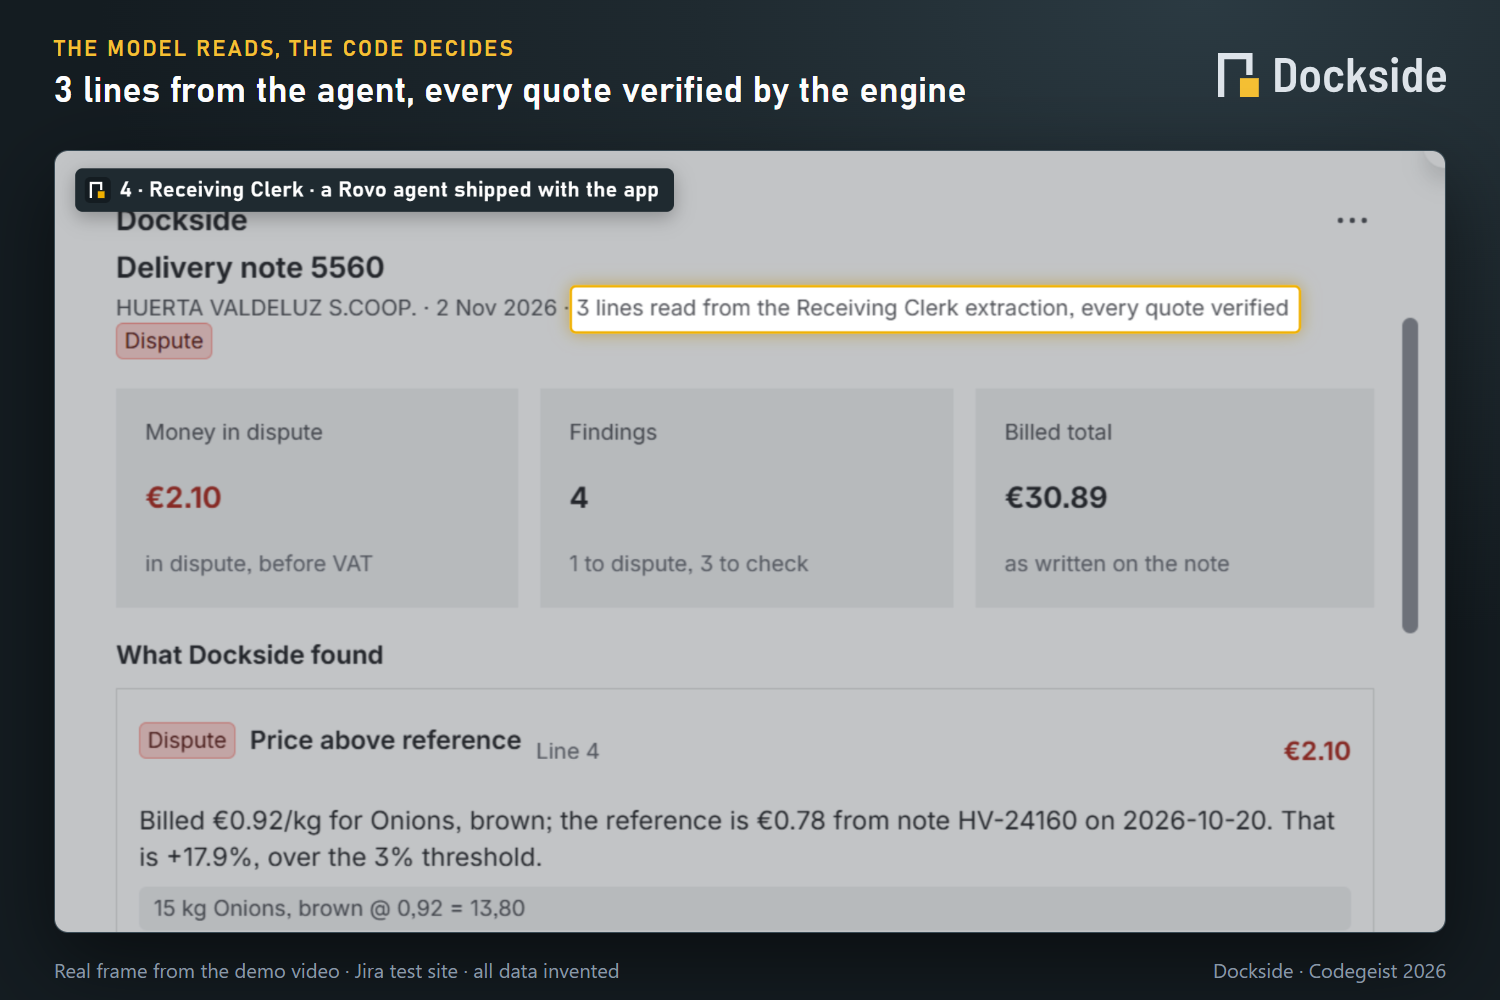 THE MODEL READS, THE CODE DECIDES
3 lines from the agent, every quote verified by the engine
Dockside
4 · Receiving Clerk · a Rovo agent shipped with the app
Dockside
Delivery note 5560
HUERTA VALDELUZ S.COOP. · 2 Nov 2026 · 3 lines read from the Receiving Clerk extraction, every quote verified
Dispute
Money in dispute
€2.10
in dispute, before VAT
Findings
4
1 to dispute, 3 to check
Billed total
€30.89
as written on the note
What Dockside found
Dispute Price above reference Line 4 €2.10
Billed €0.92/kg for Onions, brown; the reference is €0.78 from note HV-24160 on 2026-10-20. That
is +17.9%, over the 3% threshold.
15 kg Onions, brown @ 0,92 = 13,80
Real frame from the demo video · Jira test site · all data invented
Dockside · Codegeist 2026